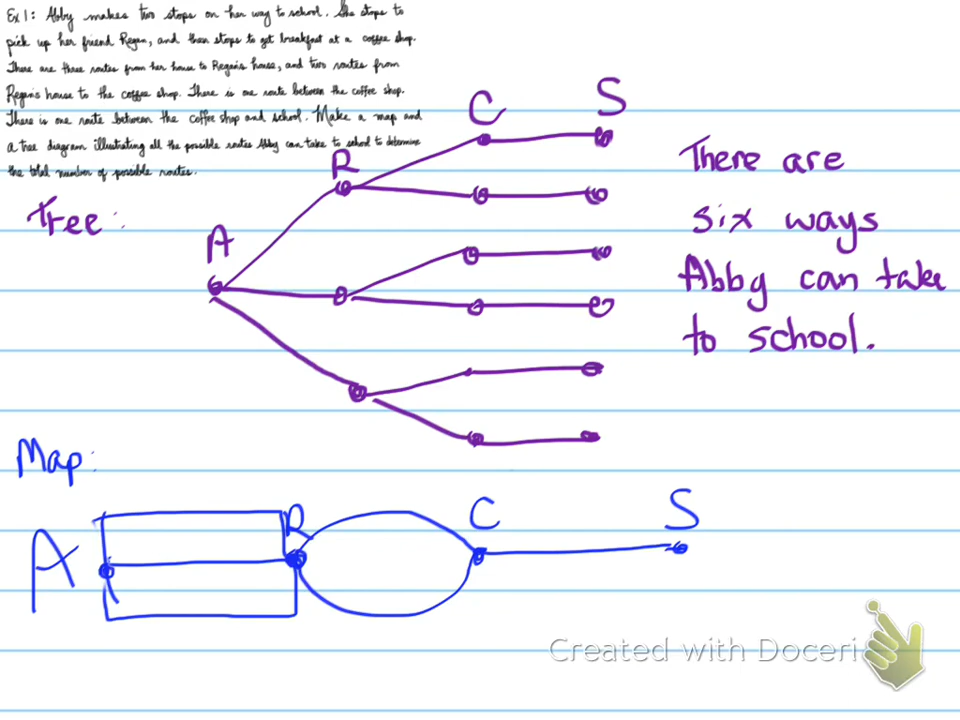 Ex 1: Abby makes two stops on her way to school. She stops to
pick up her friend Regan, and then stops to get breakfast at a coffee shop.
There are three routes from her house to Regan's house, and two routes from
Regan's house to the coffee shop. There is one route between the coffee shop.
There is one route between the coffee shop and school. Make a map and
a tree diagram illustrating all the possible routes Abby can take to school to determine
the total number of possible routes.
Tree:
A
R
C
S
There are
six ways
Abby can take
to school.
Map:
A
R
C
S
Created with Doceri